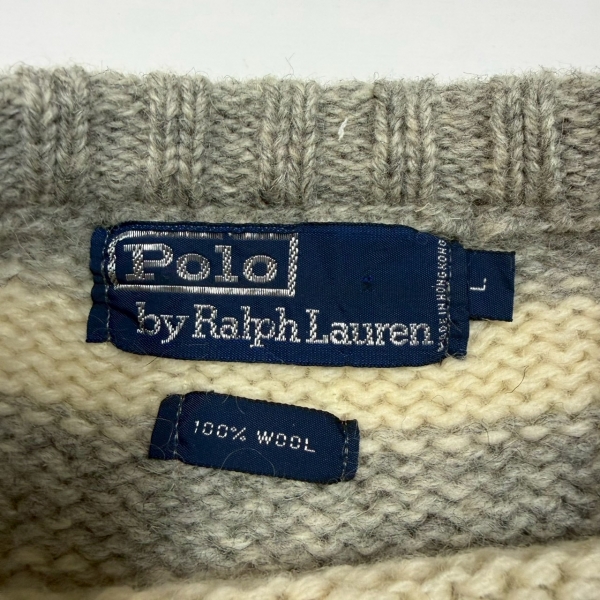 Polo
by Ralph Lauren
MADE IN HONG KONG
L
100% WOOL